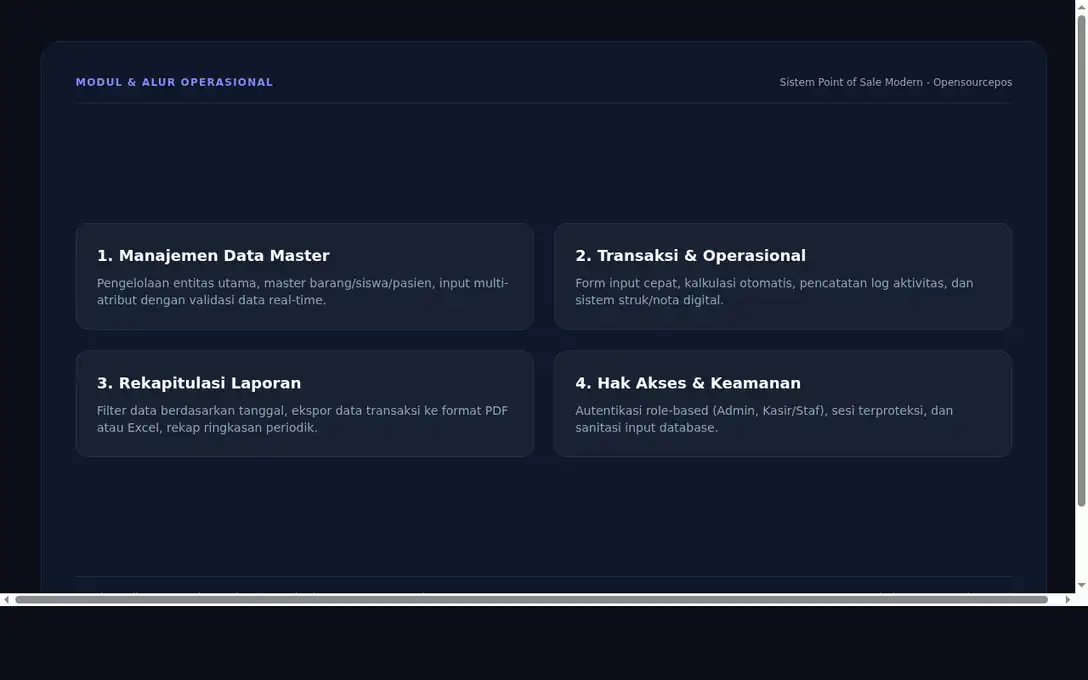 MODUL & ALUR OPERASIONAL
Sistem Point of Sale Modern - Opensourcepos
1. Manajemen Data Master
Pengelolaan entitas utama, master barang/siswa/pasien, input multi-
atribut dengan validasi data real-time.
2. Transaksi & Operasional
Form input cepat, kalkulasi otomatis, pencatatan log aktivitas, dan
sistem struk/nota digital.
3. Rekapitulasi Laporan
Filter data berdasarkan tanggal, ekspor data transaksi ke format PDF
atau Excel, rekap ringkasan periodik.
4. Hak Akses & Keamanan
Autentikasi role-based (Admin, Kasir/Staf), sesi terproteksi, dan
sanitasi input database.